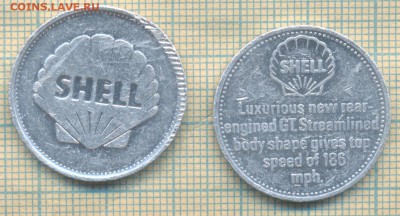 COINS.LAVE.RU
SHELL
SHELL
Luxurious new rear-
engined GT. Streamlined
body shape gives top
speed of 186
mph.